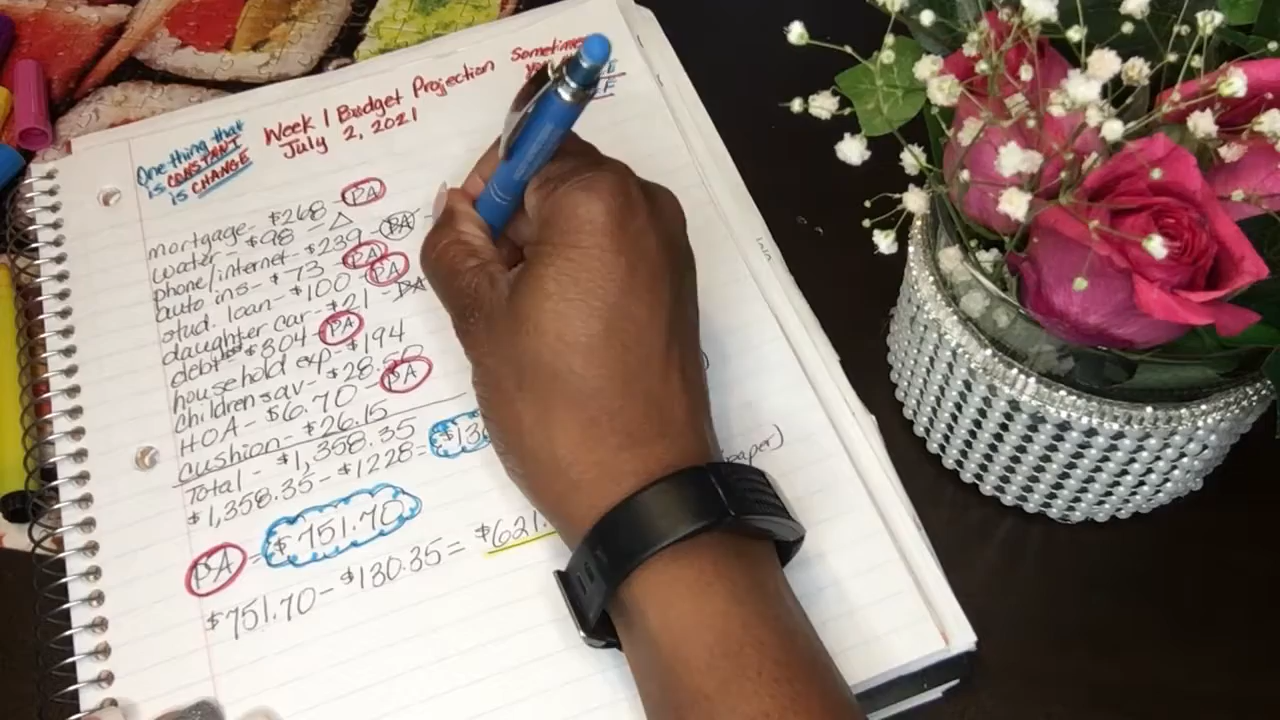 One thing that
is CONSTANT
is CHANGE
Week 1 Budget Projection
July 2, 2021
mortgage- $268 - PA
water - $98 - △
phone/internet - $239 - BA
auto ins - $73 - PA
stud. loan - $100 - PA
daughter car - $21 - BA
debt - $304 PA
household exp - $194
children sav - $28.50
HOA - $6.70 - PA
cushion - $26.15
Total - $1,358.35
$1,358.35 - $1228 =
PA = $751.70
$751.70 - $130.35 = $621.
paper)